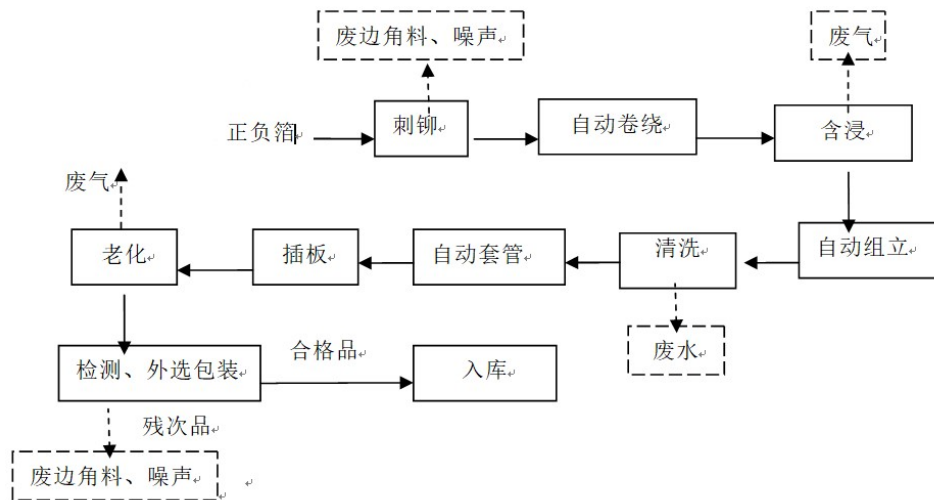 废边角料、噪声
废气
正负箔
刺铆
自动卷绕
含浸
废气
老化
插板
自动套管
清洗
自动组立
废水
检测、外选包装
合格品
入库
残次品
废边角料、噪声